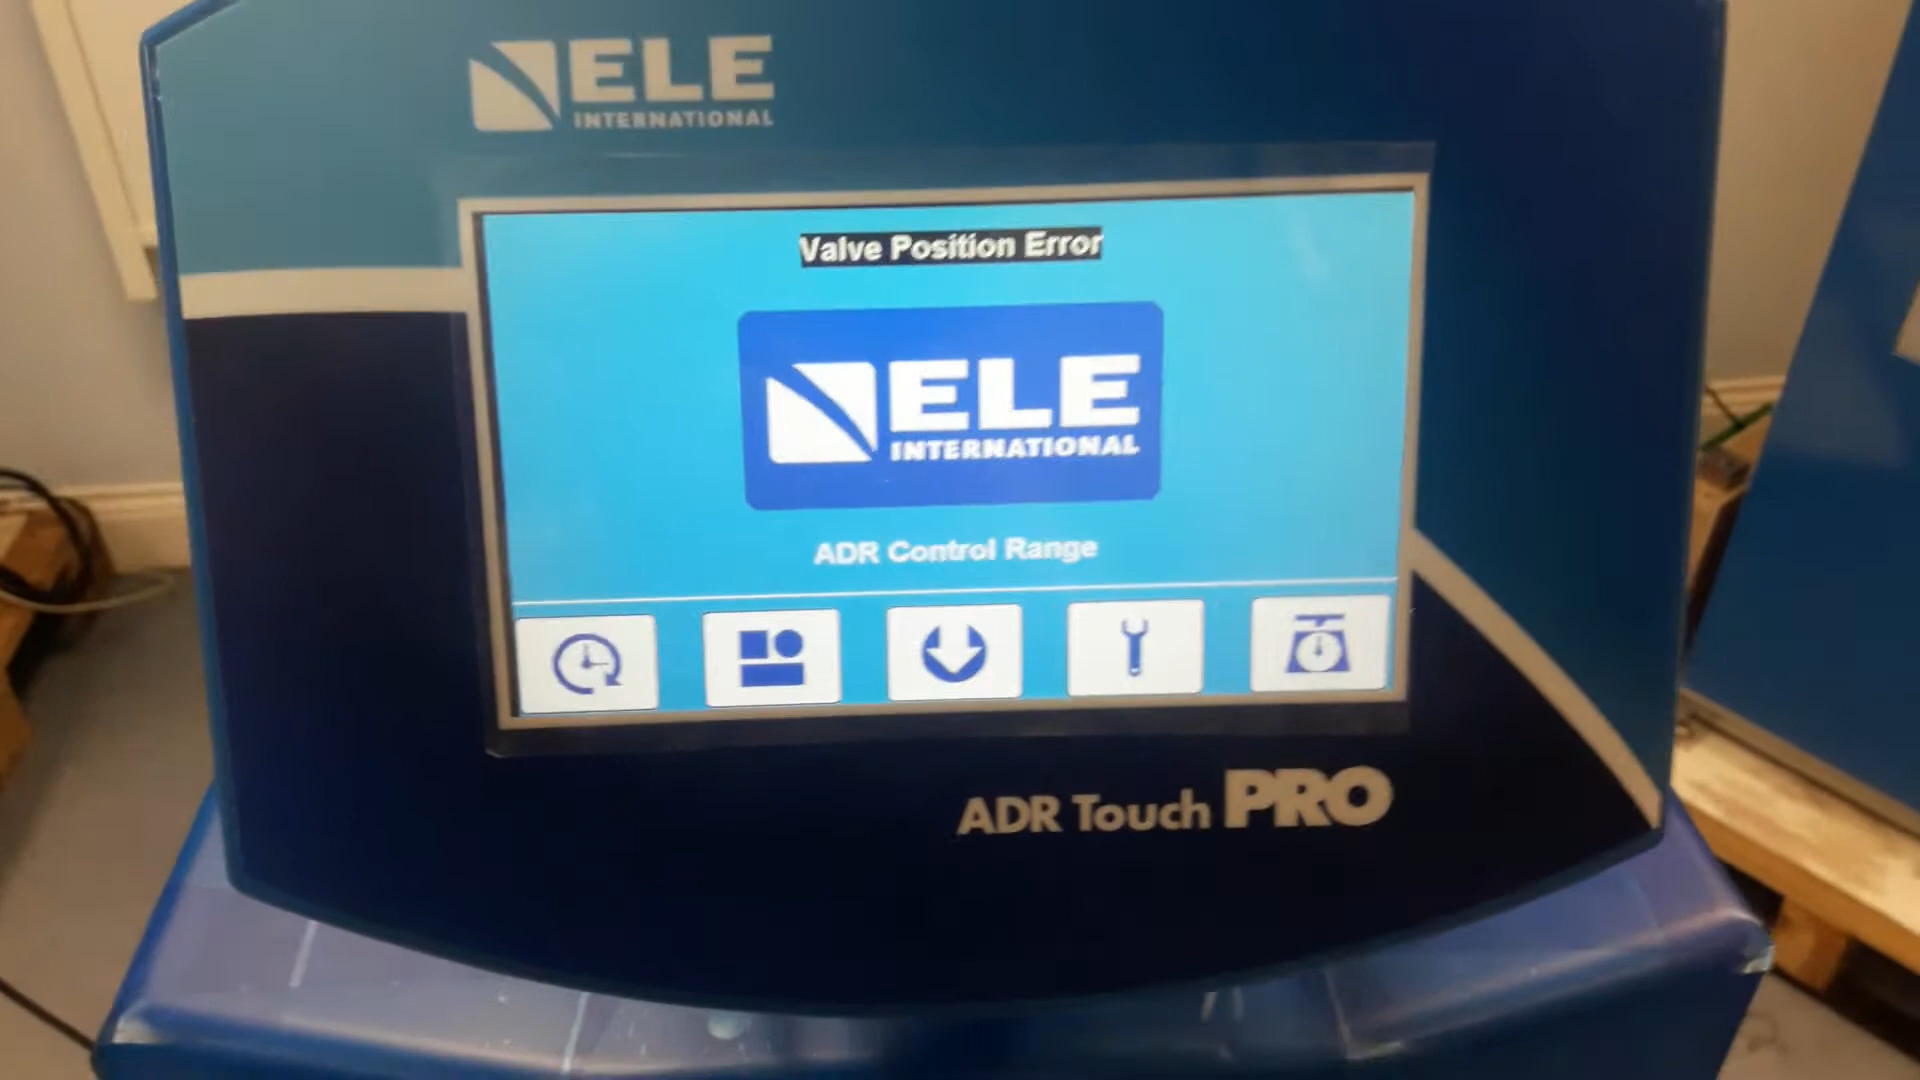 ELE
INTERNATIONAL
Valve Position Error
ELE
INTERNATIONAL
ADR Control Range
ADR Touch PRO